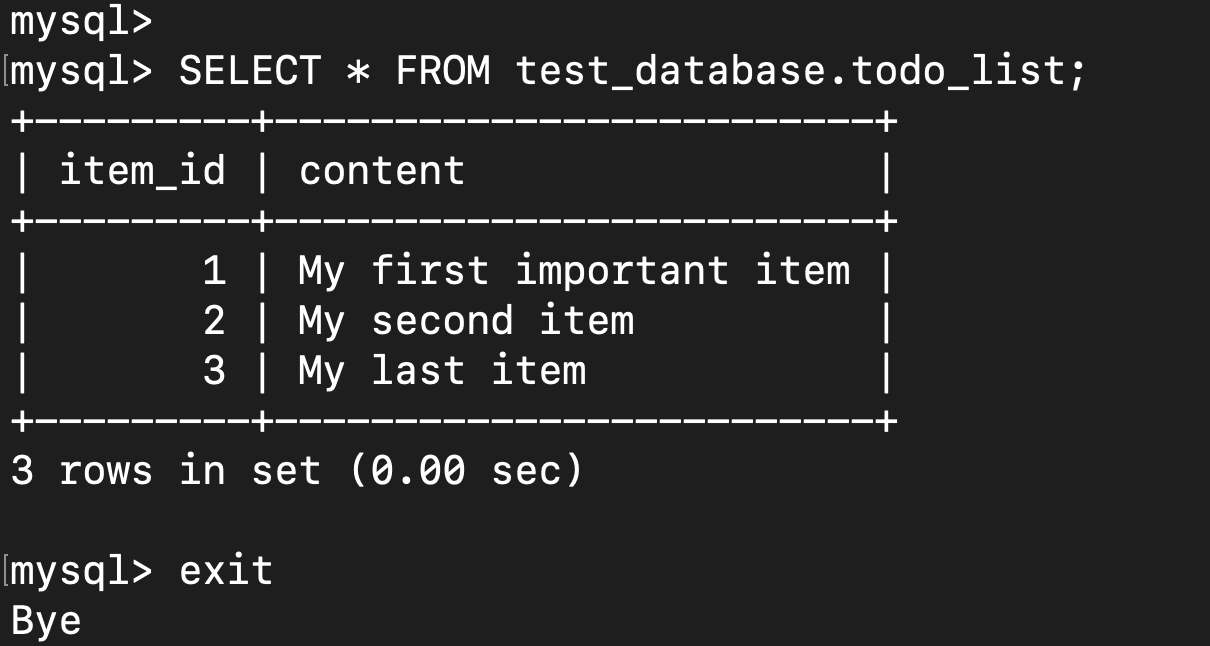 mysql>
[mysql> SELECT * FROM test_database.todo_list;
+---------+-------------------------+
| item_id | content                 |
+---------+-------------------------+
|       1 | My first important item |
|       2 | My second item          |
|       3 | My last item            |
+---------+-------------------------+
3 rows in set (0.00 sec)

[mysql> exit
Bye